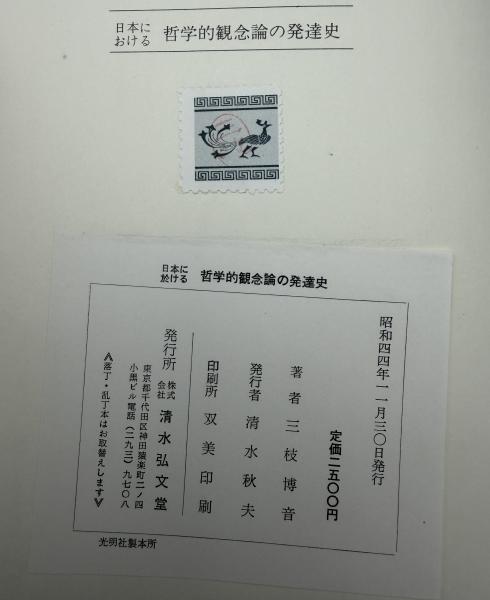 日本に
おける 哲学的観念論の発達史
日本に
於ける 哲学的観念論の発達史
昭和四四年一一月三〇日発行
定価二五〇〇円
著者 三枝博音
発行者 清水秋夫
印刷所 双美印刷
発行所 株式会社 清水弘文堂
東京都千代田区神田猿楽町二ノ四
小黒ビル電話(二九三)九七〇八
《落丁・乱丁本はお取替えします》
光明社製本所